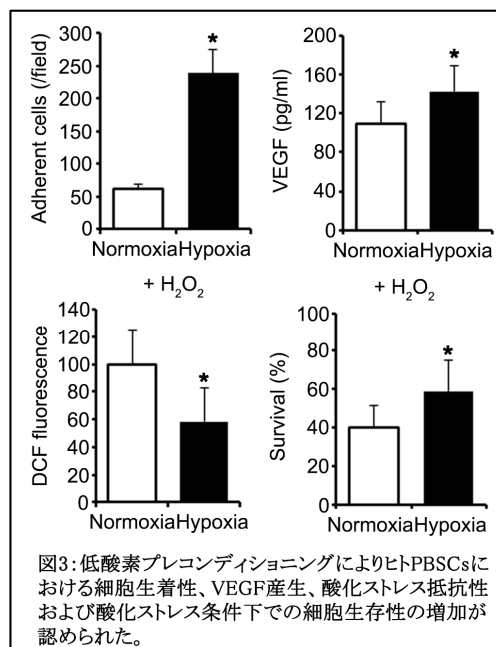 Adherent cells (/field)
300
250
200
150
100
50
0
*
Normoxia Hypoxia
VEGF (pg/ml)
200
160
120
80
40
0
*
Normoxia Hypoxia
+ H₂O₂
DCF fluorescence
140
120
100
80
60
40
20
0
*
Normoxia Hypoxia
+ H₂O₂
Survival (%)
100
80
60
40
20
0
*
Normoxia Hypoxia
図3:低酸素プレコンディショニングによりヒトPBSCsに
おける細胞生着性、VEGF産生、酸化ストレス抵抗性
および酸化ストレス条件下での細胞生存性の増加が
認められた。